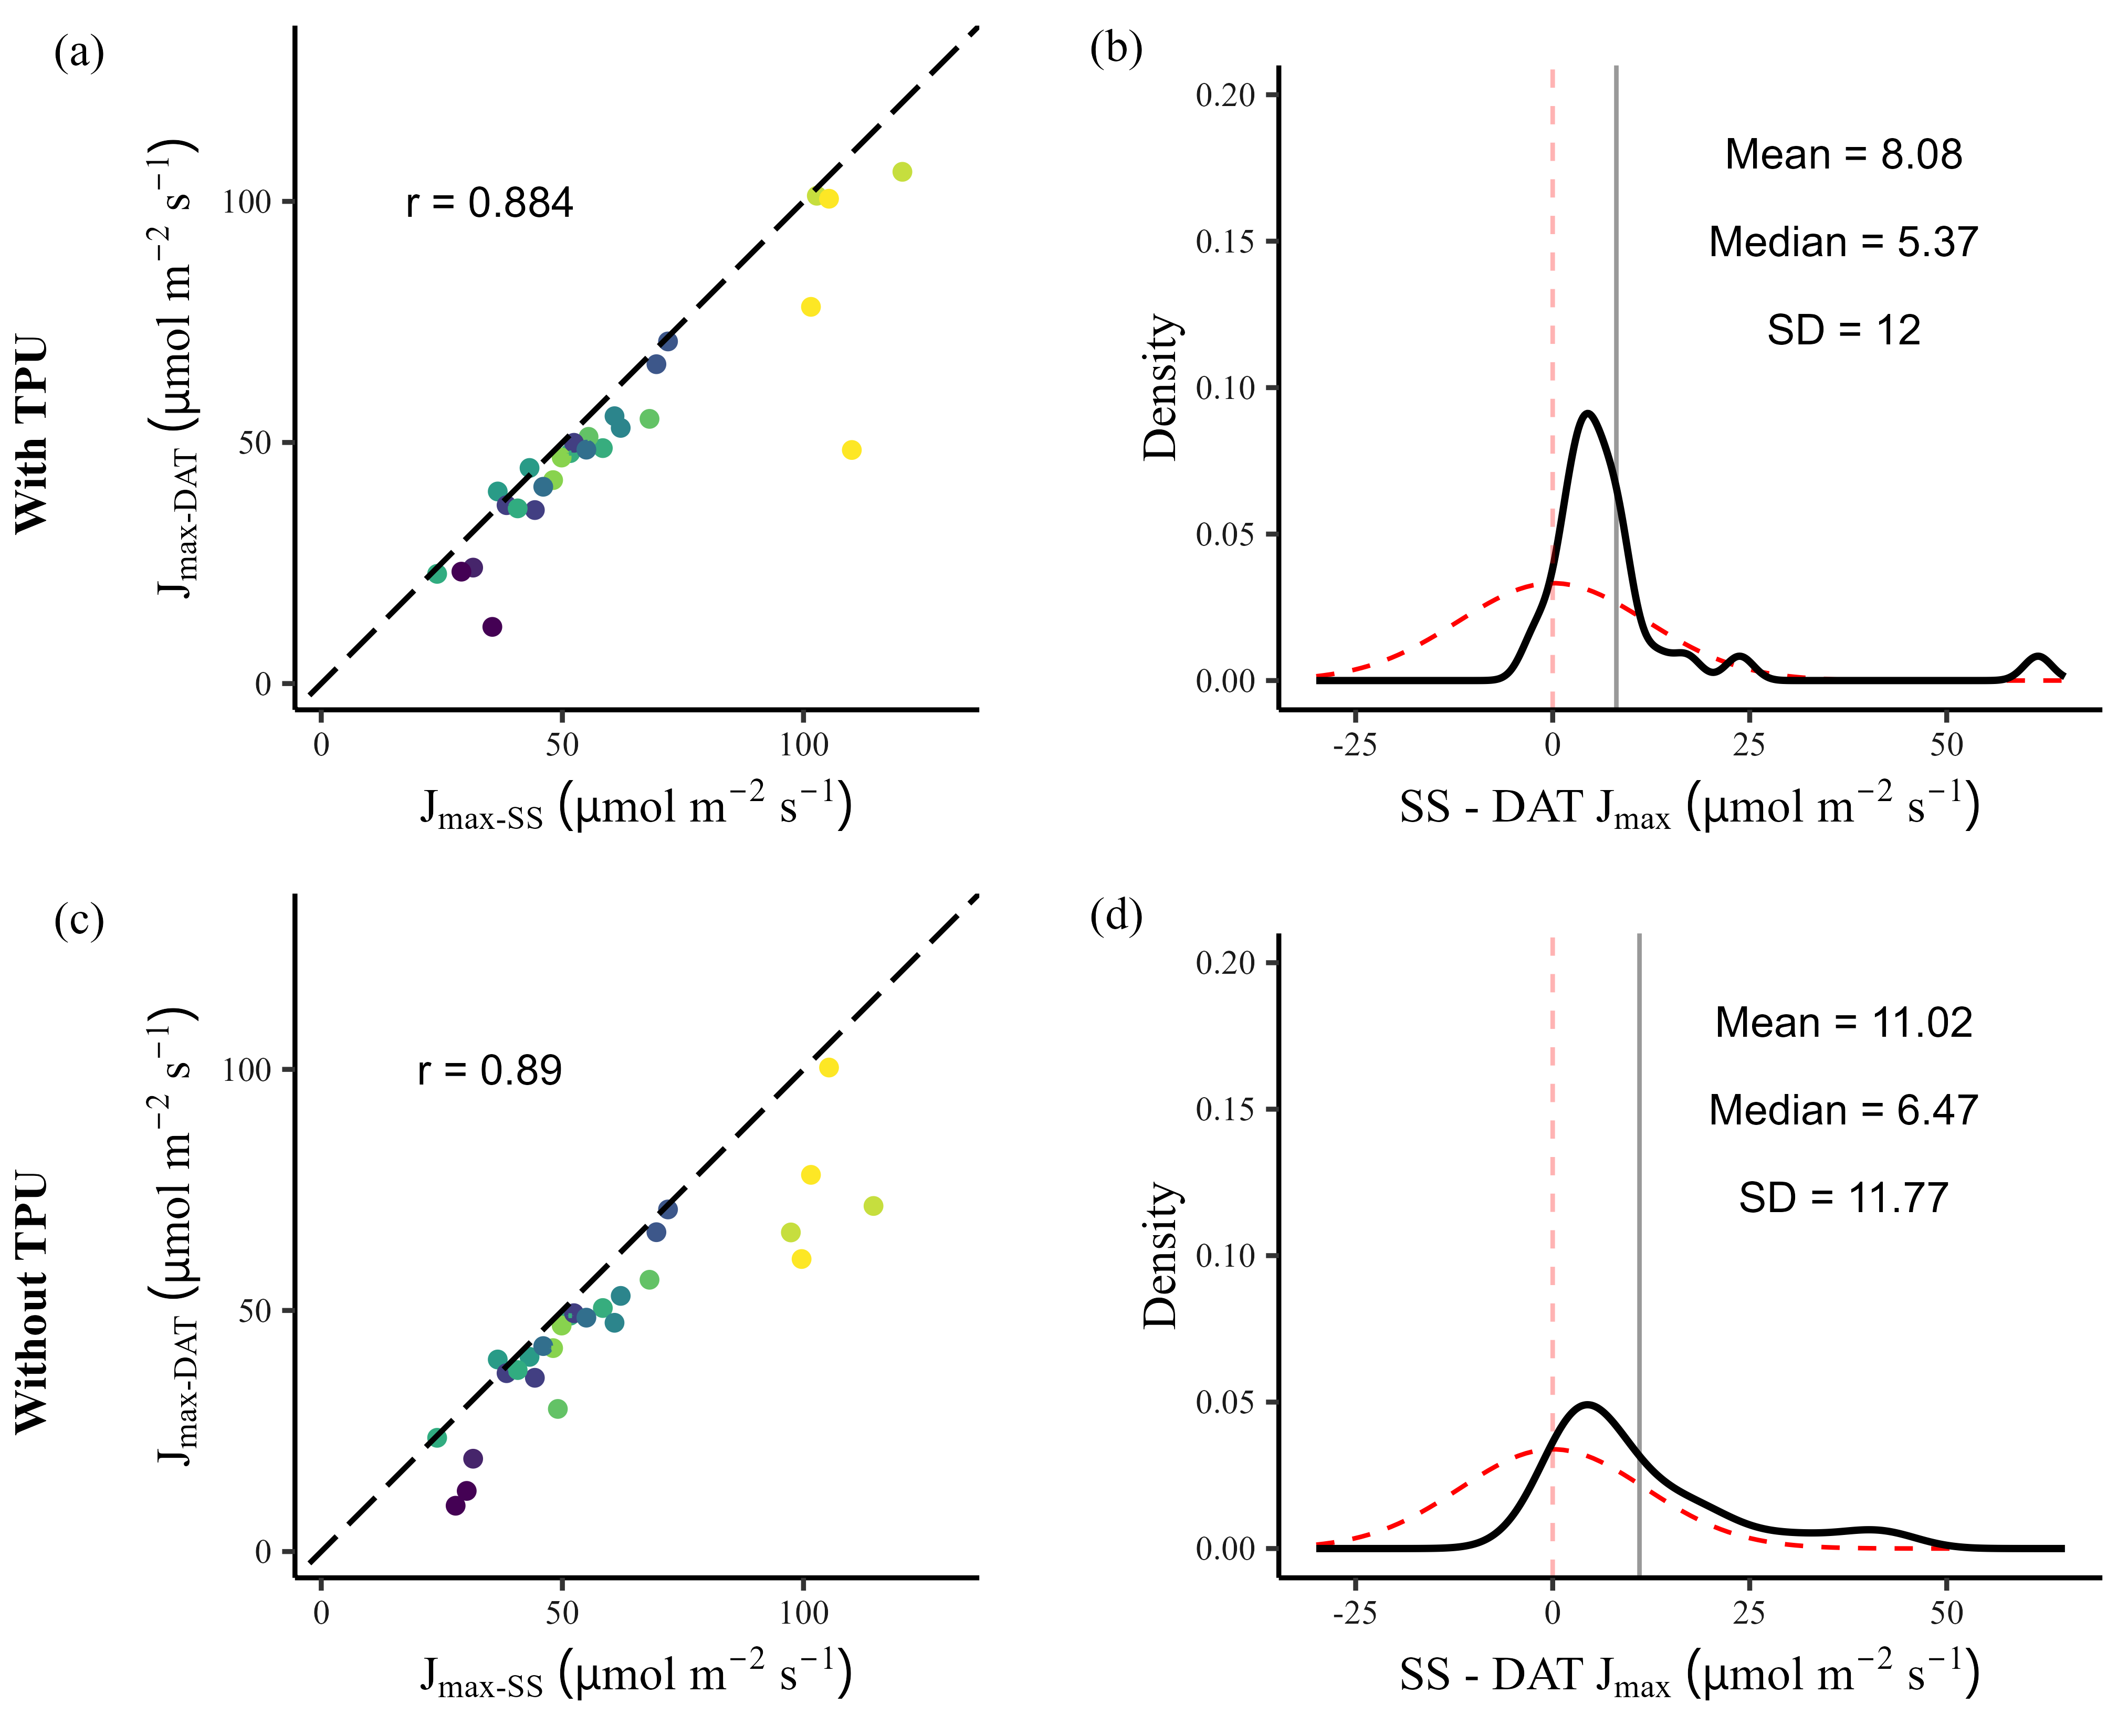 (a)
With TPU
Jmax-DAT (μmol m−2 s−1)
100
50
0
r = 0.884
0 50 100
Jmax-SS (μmol m−2 s−1)
(b)
Density
0.20
0.15
0.10
0.05
0.00
Mean = 8.08
Median = 5.37
SD = 12
-25 0 25 50
SS - DAT Jmax (μmol m−2 s−1)
(c)
Without TPU
Jmax-DAT (μmol m−2 s−1)
100
50
0
r = 0.89
0 50 100
Jmax-SS (μmol m−2 s−1)
(d)
Density
0.20
0.15
0.10
0.05
0.00
Mean = 11.02
Median = 6.47
SD = 11.77
-25 0 25 50
SS - DAT Jmax (μmol m−2 s−1)